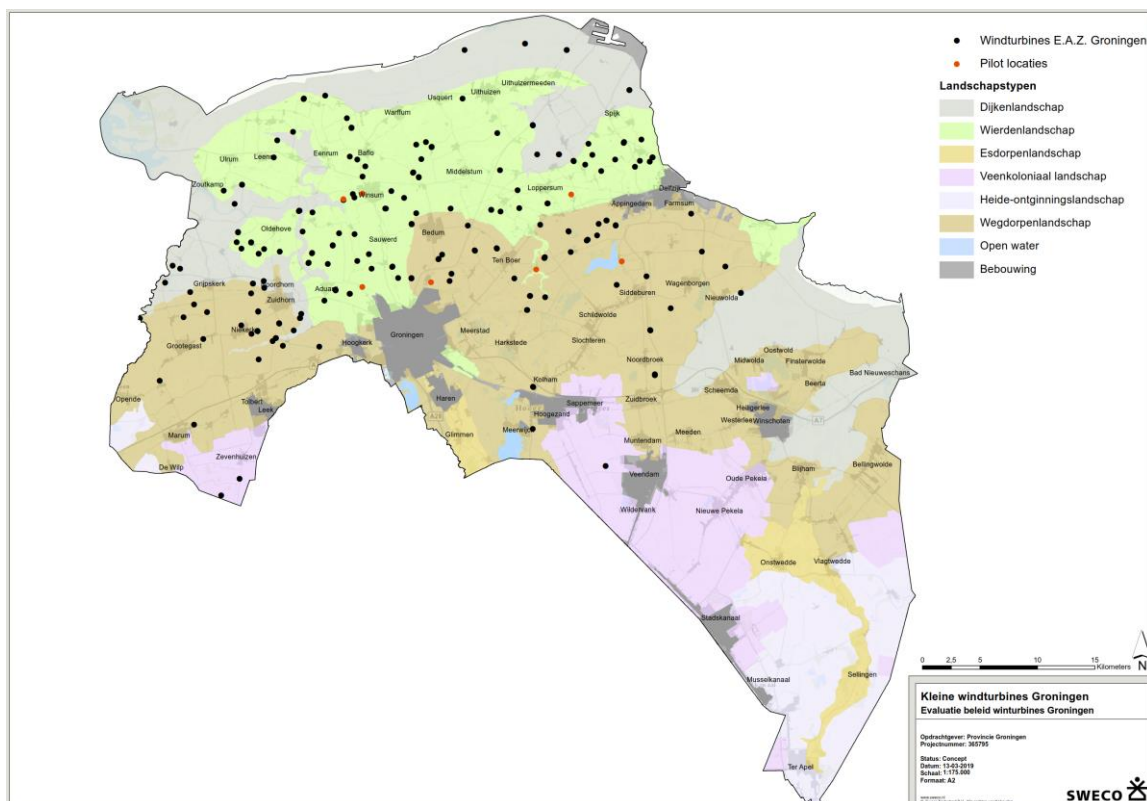 Windturbines E.A.Z. Groningen
Pilot locaties
Landschapstypen
Dijkenlandschap
Wierdenlandschap
Esdorpenlandschap
Veenkoloniaal landschap
Heide-ontginningslandschap
Wegdorpenlandschap
Open water
Bebouwing
Uithuizermeeden
Uithuizen
Usquert
Warffum
Spijk
Eenrum
Baflo
Leens
Ulrum
Middelstum
Zoutkamp
Winsum
Loppersum
Delfzijl
Appingedam
Farmsum
Oldehove
Sauwerd
Bedum
Ten Boer
Grijpskerk
Noordhorn
Zuidhorn
Aduard
Siddeburen
Wagenborgen
Nieuwolda
Schildwolde
Niekerk
Grootegast
Hoogkerk
Groningen
Meerstad
Harkstede
Slochteren
Noordbroek
Oostwold
Midwolda
Finsterwolde
Bad Nieuweschans
Beerta
Scheemda
Kolham
Opende
Tolbert
Leek
Haren
Sappemeer
Hoogezand
Zuidbroek
Heiligerlee
Westerlee
Winschoten
A7
A28
Marum
Glimmen
Meerwijck
Muntendam
Meeden
De Wilp
Zevenhuizen
Veendam
Blijham
Bellingwolde
Oude Pekela
Wildervank
Nieuwe Pekela
Onstwedde
Vlagtwedde
Stadskanaal
Musselkanaal
Sellingen
Ter Apel
0 2,5 5 10 15
Kilometers
N
Kleine windturbines Groningen
Evaluatie beleid winturbines Groningen
Opdrachtgever: Provincie Groningen
Projectnummer: 365795
Status: Concept
Datum: 13-03-2019
Schaal: 1:175.000
Formaat: A2
SWECO